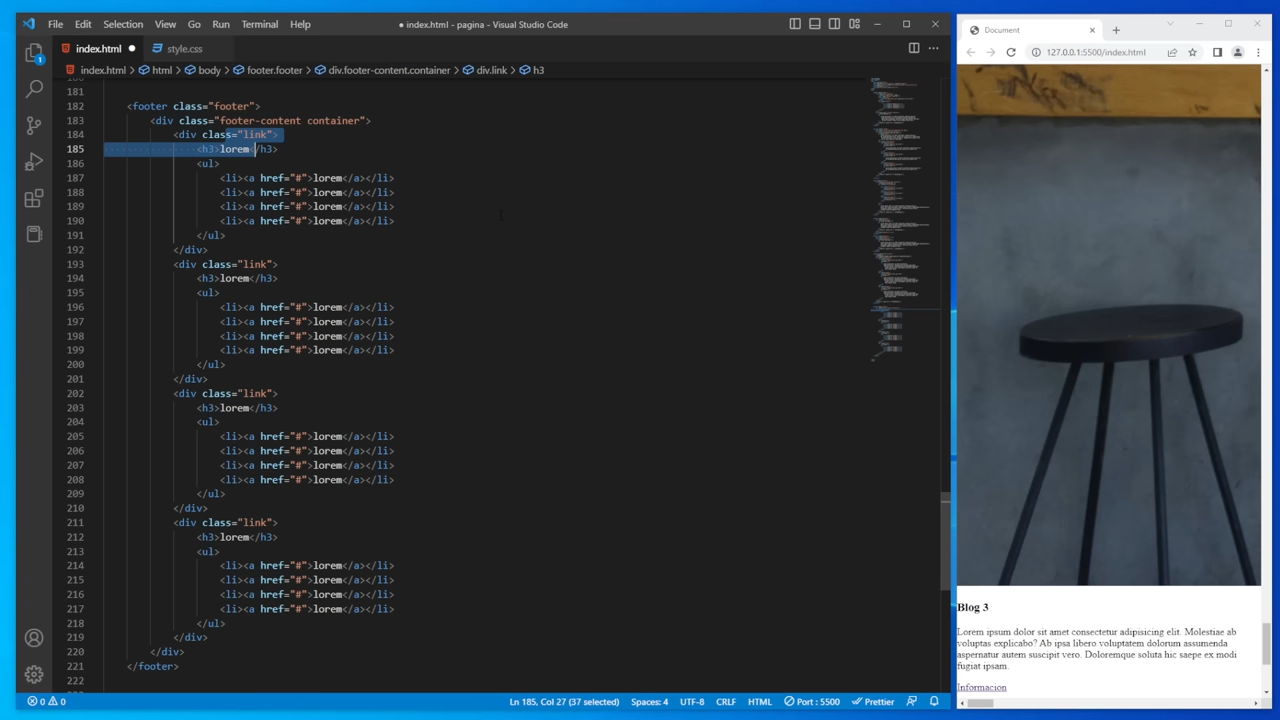 File Edit Selection View Go Run Terminal Help
● index.html - pagina - Visual Studio Code
index.html ●
style.css
index.html > html > body > footer.footer > div.footer-content.container > div.link > h3
181
182 <footer class="footer">
183 <div class="footer-content container">
184 <div class="link">
185 <h3>lorem</h3>
186 <ul>
187 <li><a href="#">lorem</a></li>
188 <li><a href="#">lorem</a></li>
189 <li><a href="#">lorem</a></li>
190 <li><a href="#">lorem</a></li>
191 </ul>
192 </div>
193 <div class="link">
194 <h3>lorem</h3>
195 <ul>
196 <li><a href="#">lorem</a></li>
197 <li><a href="#">lorem</a></li>
198 <li><a href="#">lorem</a></li>
199 <li><a href="#">lorem</a></li>
200 </ul>
201 </div>
202 <div class="link">
203 <h3>lorem</h3>
204 <ul>
205 <li><a href="#">lorem</a></li>
206 <li><a href="#">lorem</a></li>
207 <li><a href="#">lorem</a></li>
208 <li><a href="#">lorem</a></li>
209 </ul>
210 </div>
211 <div class="link">
212 <h3>lorem</h3>
213 <ul>
214 <li><a href="#">lorem</a></li>
215 <li><a href="#">lorem</a></li>
216 <li><a href="#">lorem</a></li>
217 <li><a href="#">lorem</a></li>
218 </ul>
219 </div>
220 </div>
221 </footer>
222
1
0 0
Ln 185, Col 27 (37 selected) Spaces: 4 UTF-8 CRLF HTML Port : 5500 Prettier
Document
127.0.0.1:5500/index.html
Blog 3
Lorem ipsum dolor sit amet consectetur adipisicing elit. Molestiae ab
voluptas explicabo? Ab ipsa libero voluptatem dolorum assumenda
aspernatur autem suscipit vero. Doloremque soluta hic saepe ex modi
fugiat ipsam.
Informacion